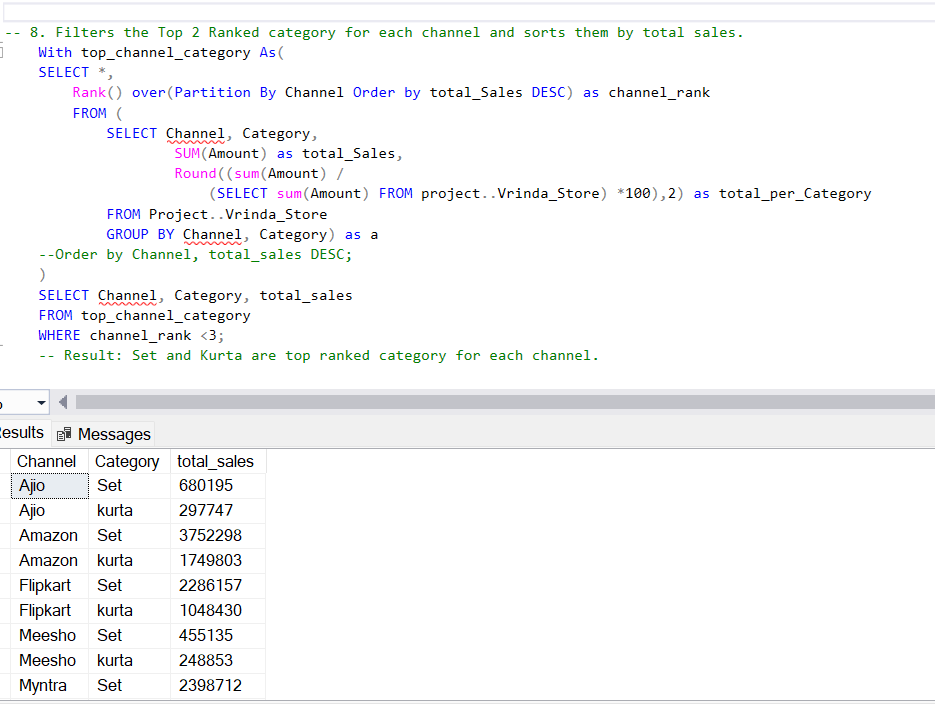 -- 8. Filters the Top 2 Ranked category for each channel and sorts them by total sales.
With top_channel_category As(
SELECT *,
Rank() over(Partition By Channel Order by total_Sales DESC) as channel_rank
FROM (
SELECT Channel, Category,
SUM(Amount) as total_Sales,
Round((sum(Amount) /
(SELECT sum(Amount) FROM project..Vrinda_Store) *100),2) as total_per_Category
FROM Project..Vrinda_Store
GROUP BY Channel, Category) as a
--Order by Channel, total_sales DESC;
)
SELECT Channel, Category, total_sales
FROM top_channel_category
WHERE channel_rank <3;
-- Result: Set and Kurta are top ranked category for each channel.
esults Messages
Channel Category total_sales
Ajio Set 680195
Ajio kurta 297747
Amazon Set 3752298
Amazon kurta 1749803
Flipkart Set 2286157
Flipkart kurta 1048430
Meesho Set 455135
Meesho kurta 248853
Myntra Set 2398712